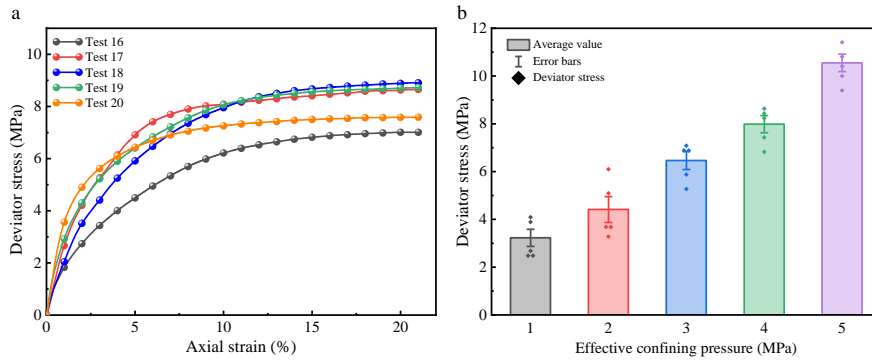 a
Deviator stress (MPa)
10
8
6
4
2
0
Test 16
Test 17
Test 18
Test 19
Test 20
0
5
10
15
20
Axial strain (%)
b
Deviator stress (MPa)
12
10
8
6
4
2
0
Average value
Error bars
Deviator stress
1
2
3
4
5
Effective confining pressure (MPa)